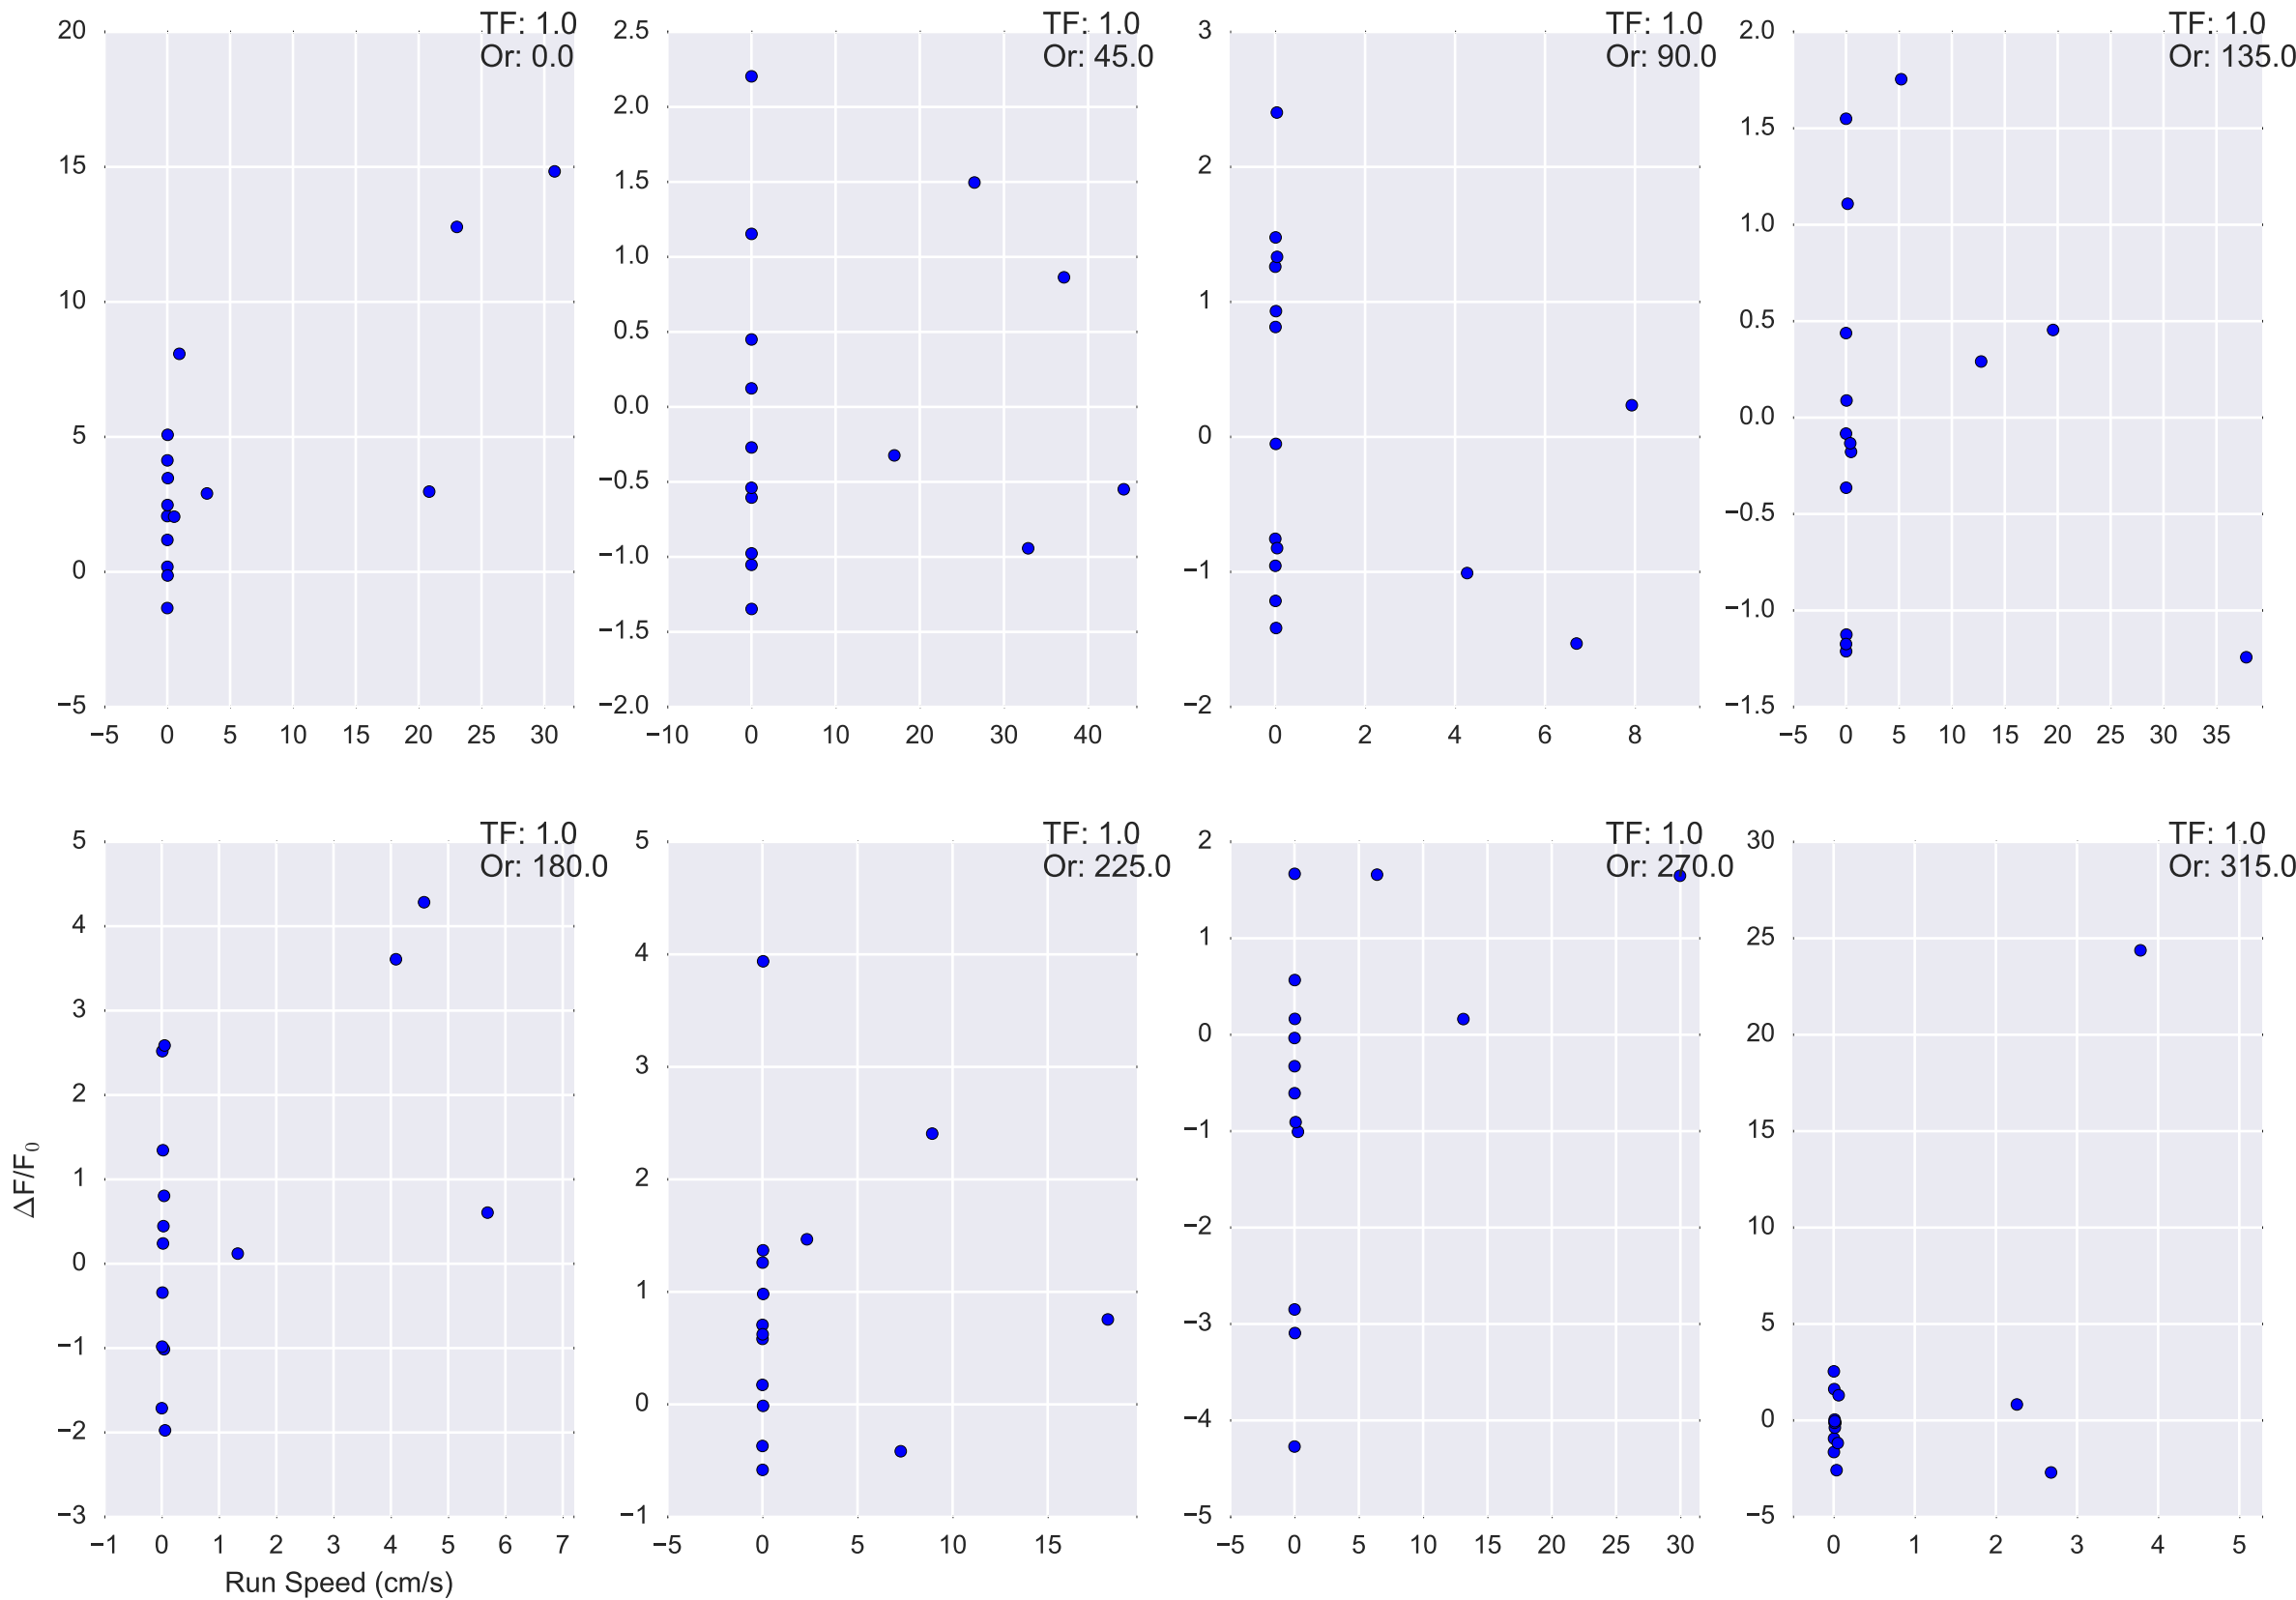 TF: 1.0
Or: 0.0
20
15
10
5
0
−5
−5 0 5 10 15 20 25 30
TF: 1.0
Or: 45.0
2.5
2.0
1.5
1.0
0.5
0.0
−0.5
−1.0
−1.5
−2.0
−10 0 10 20 30 40
TF: 1.0
Or: 90.0
3
2
1
0
−1
−2
0 2 4 6 8
TF: 1.0
Or: 135.0
2.0
1.5
1.0
0.5
0.0
−0.5
−1.0
−1.5
−5 0 5 10 15 20 25 30 35
TF: 1.0
Or: 180.0
5
4
3
2
1
0
−1
−2
−3
−1 0 1 2 3 4 5 6 7
ΔF/F₀
Run Speed (cm/s)
TF: 1.0
Or: 225.0
5
4
3
2
1
0
−1
−5 0 5 10 15
TF: 1.0
Or: 270.0
2
1
0
−1
−2
−3
−4
−5
−5 0 5 10 15 20 25 30
TF: 1.0
Or: 315.0
30
25
20
15
10
5
0
−5
0 1 2 3 4 5